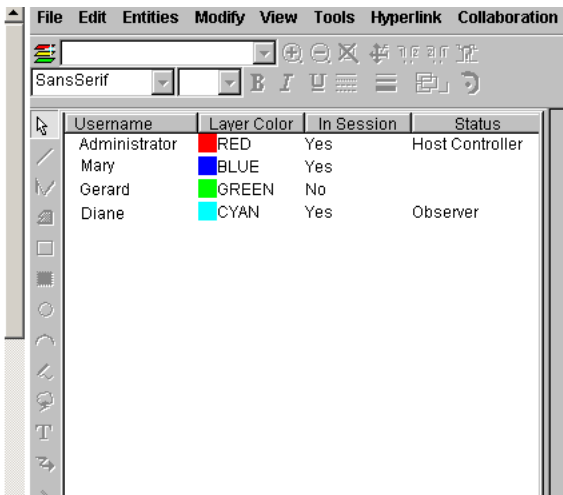 File Edit Entities Modify View Tools Hyperlink Collaboration
SansSerif B I U
Username Layer Color In Session Status
Administrator RED Yes Host Controller
Mary BLUE Yes
Gerard GREEN No
Diane CYAN Yes Observer
T